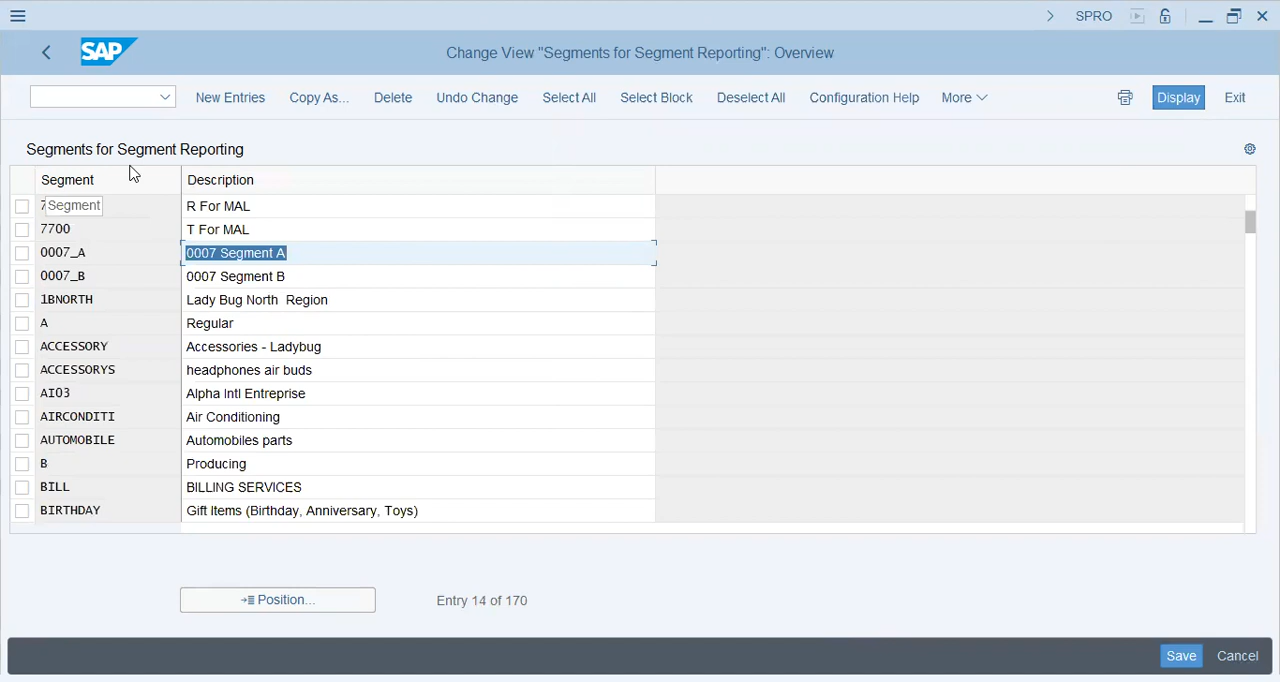 SPRO
SAP Change View "Segments for Segment Reporting": Overview
New Entries Copy As... Delete Undo Change Select All Select Block Deselect All Configuration Help More Display Exit
Segments for Segment Reporting
Segment Description
7 Segment R For MAL
7700 T For MAL
0007_A 0007 Segment A
0007_B 0007 Segment B
1BNORTH Lady Bug North  Region
A Regular
ACCESSORY Accessories - Ladybug
ACCESSORYS headphones air buds
AI03 Alpha Intl Entreprise
AIRCONDITI Air Conditioning
AUTOMOBILE Automobiles parts
B Producing
BILL BILLING SERVICES
BIRTHDAY Gift Items (Birthday, Anniversary, Toys)
Position... Entry 14 of 170
Save Cancel